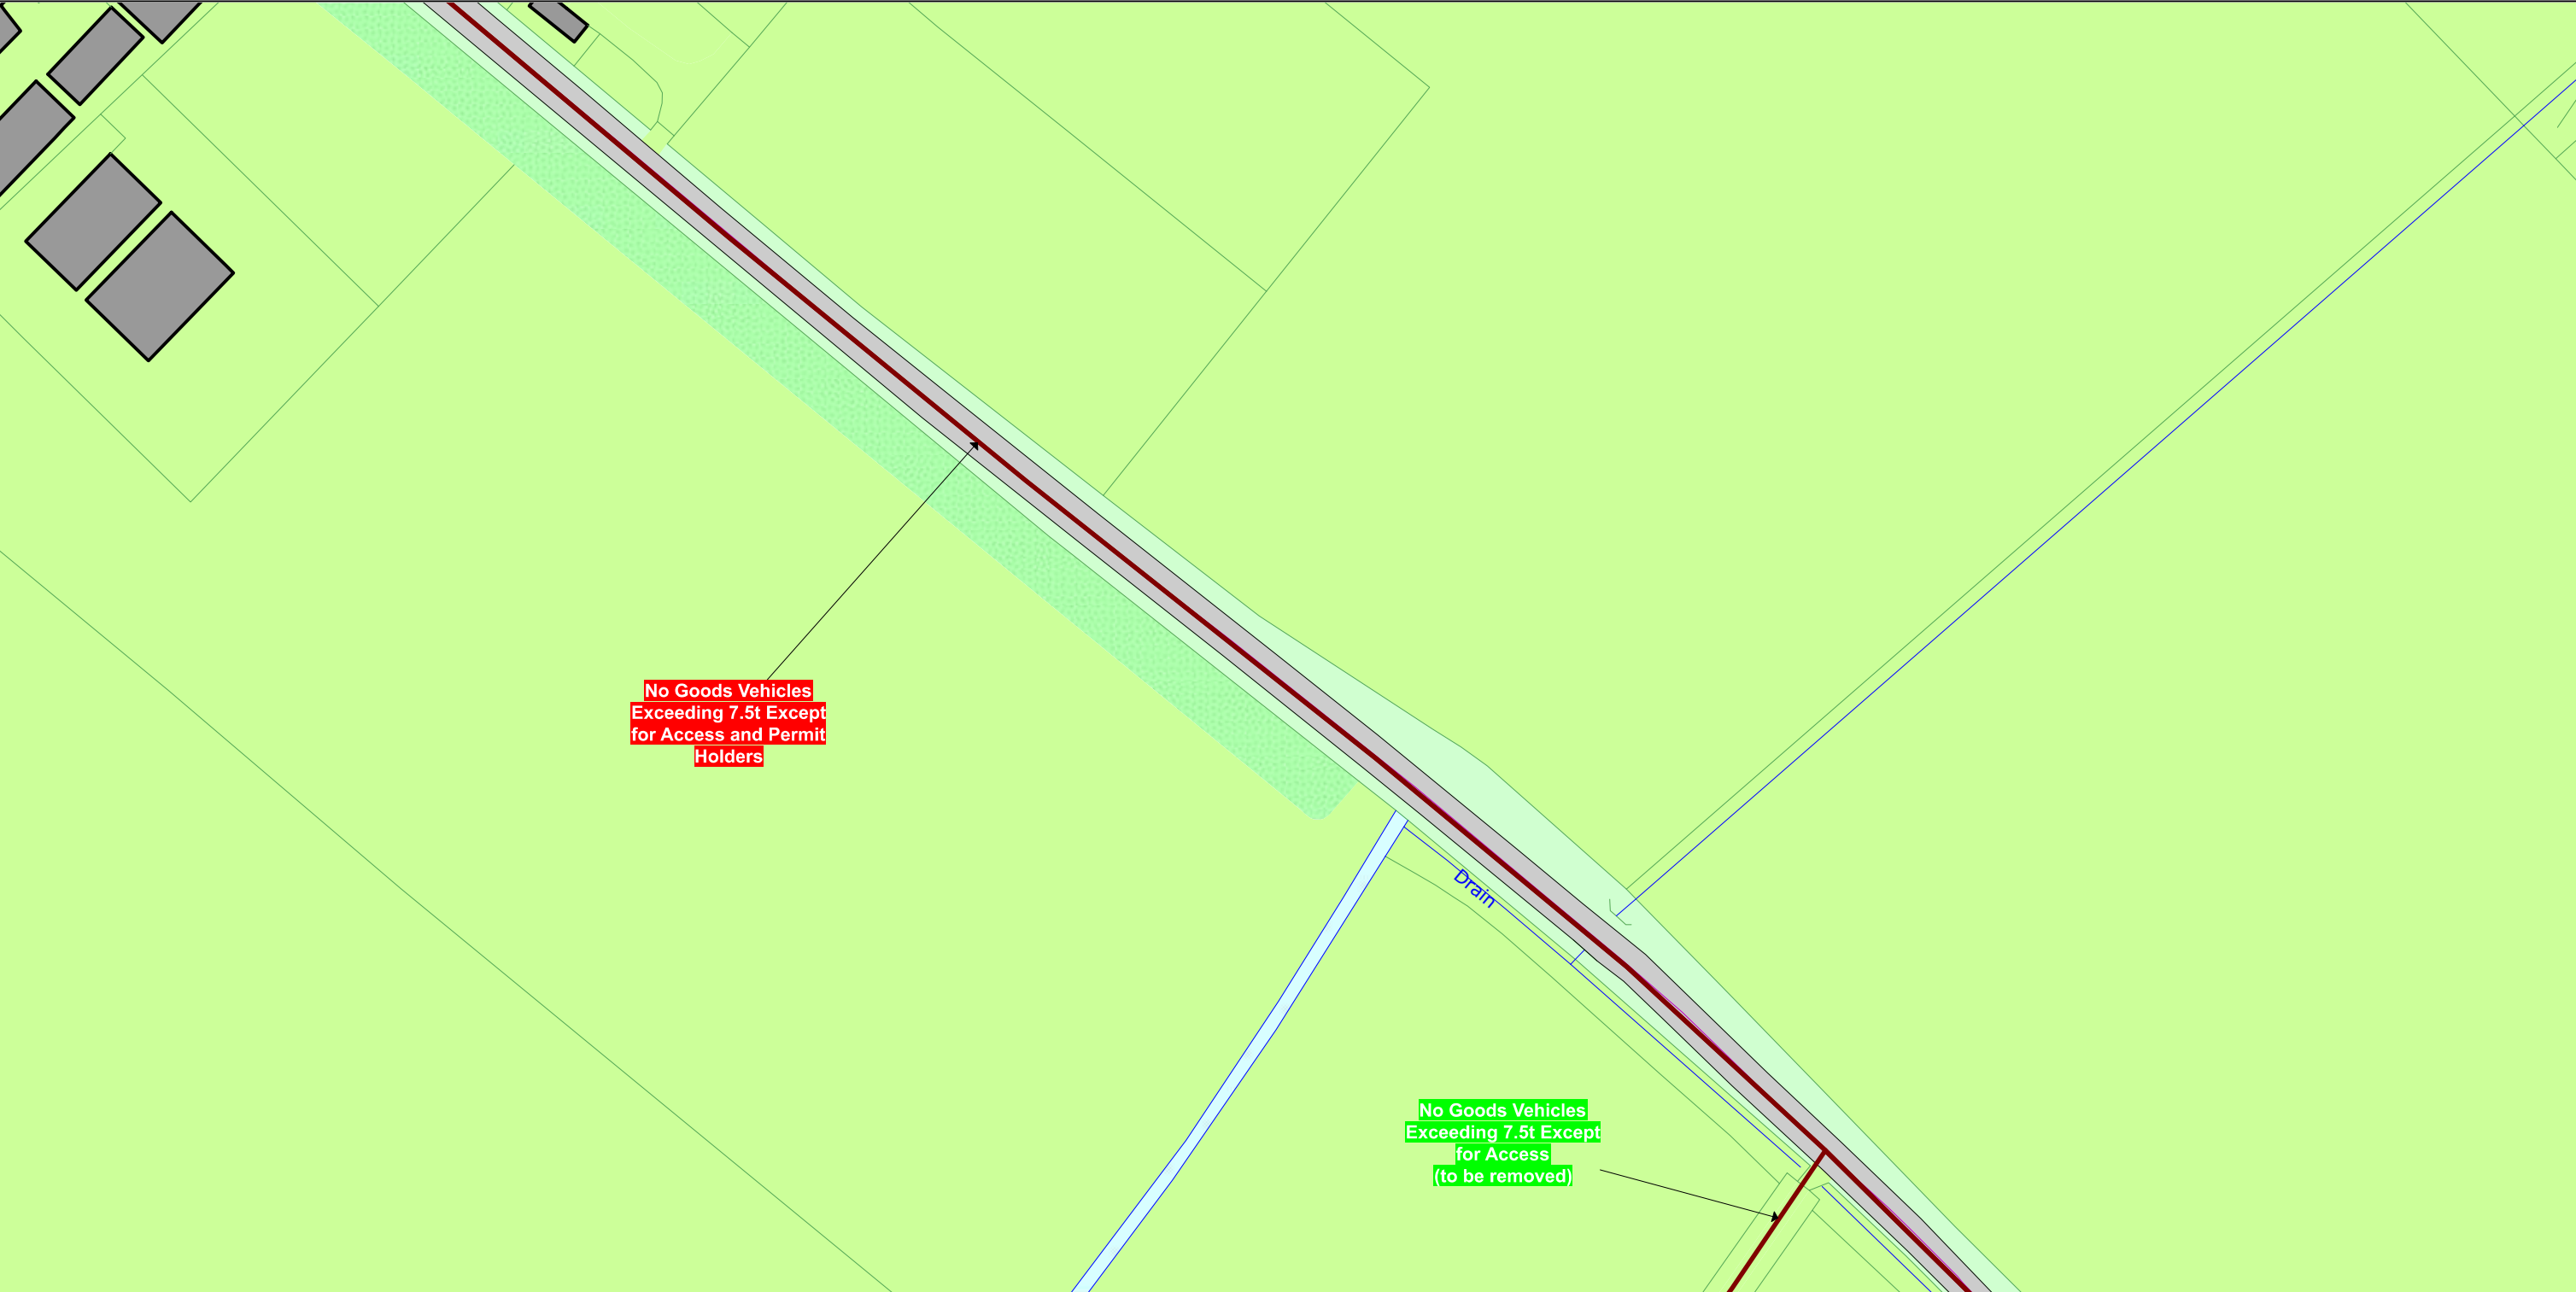 No Goods Vehicles
Exceeding 7.5t Except
for Access and Permit
Holders
Drain
No Goods Vehicles
Exceeding 7.5t Except
for Access
(to be removed)